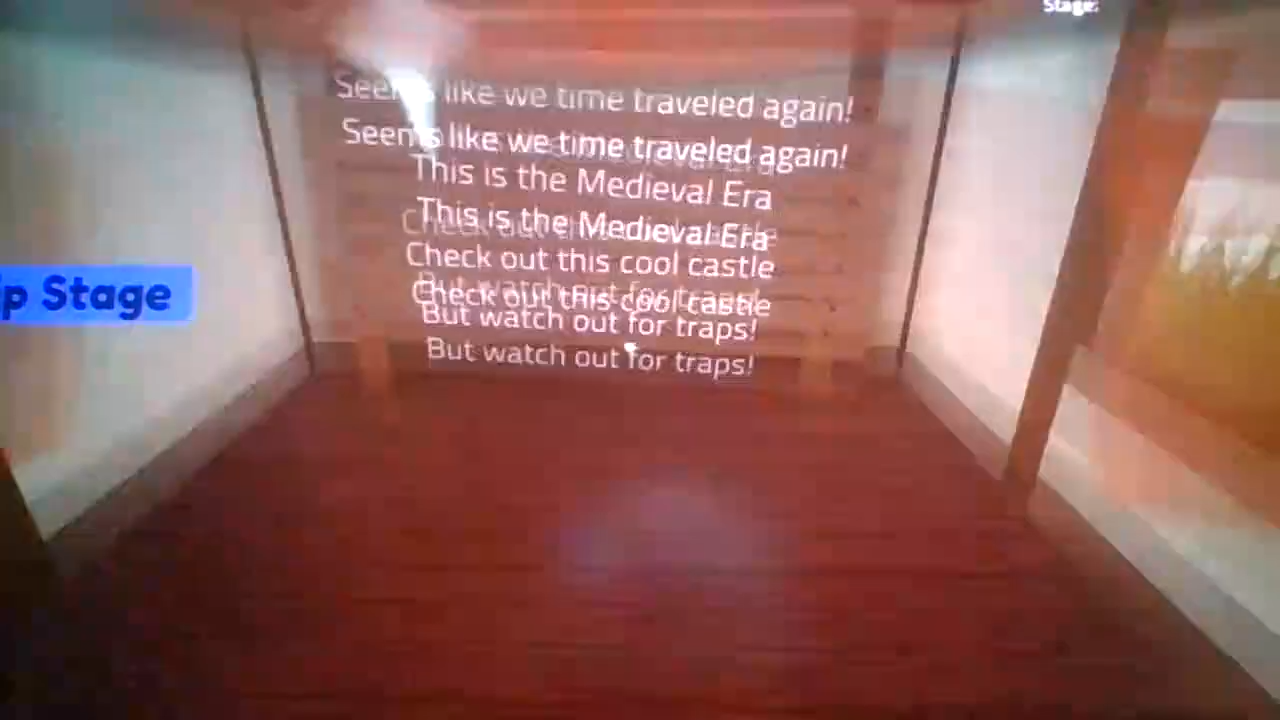 Stage:
Seems like we time traveled again!
Seems like we time traveled again!
This is the Medieval Era
This is the Medieval Era
Check out this cool castle
Check out this cool castle
But watch out for traps!
But watch out for traps!
p Stage